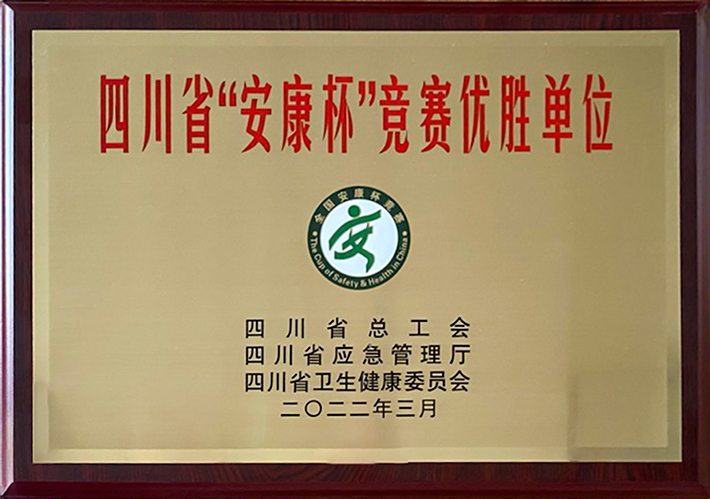 四川省“安康杯”竞赛优胜单位
全国安康杯竞赛
The Cup of Safety & Health in China
四川省总工会
四川省应急管理厅
四川省卫生健康委员会
二〇二二年三月